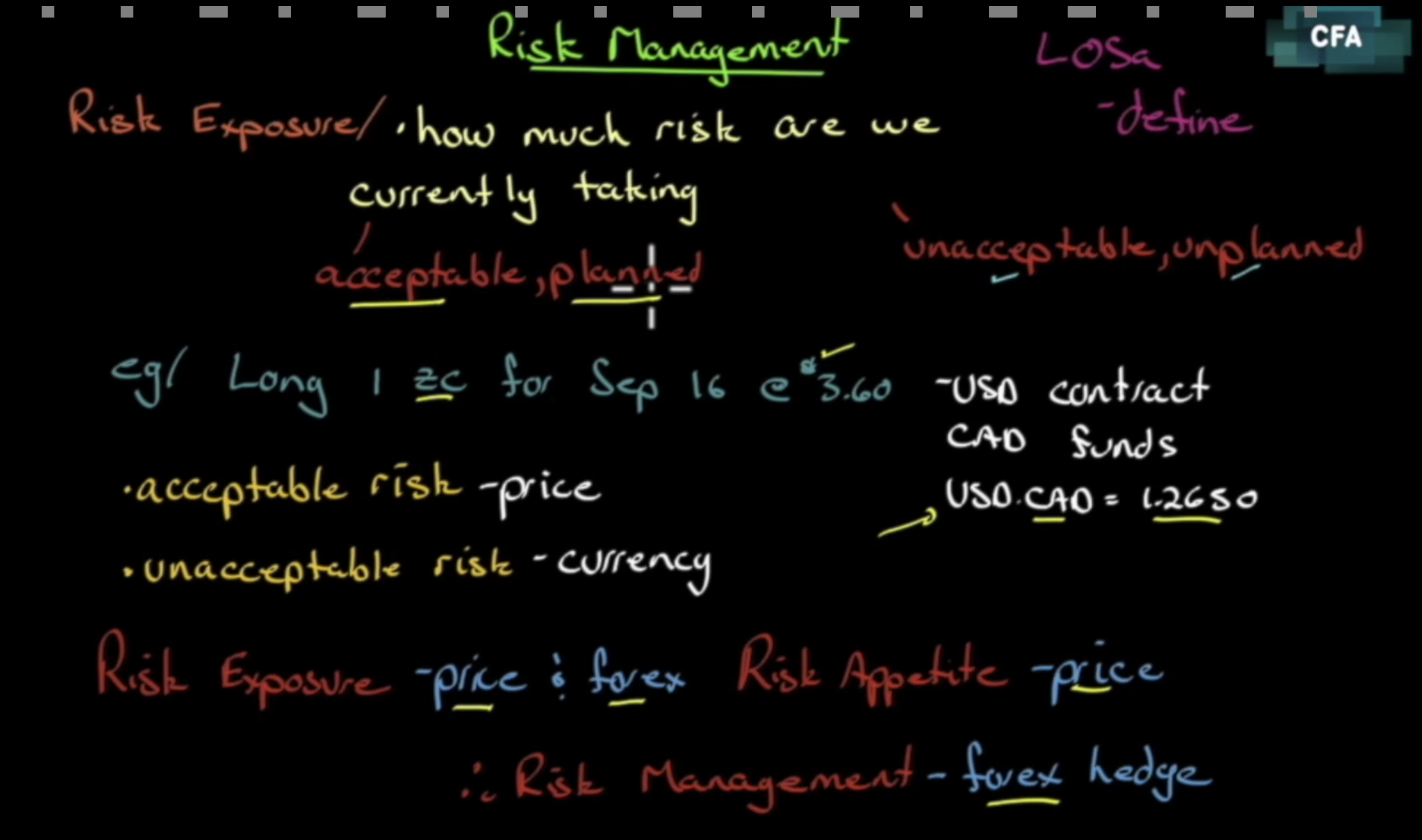 Risk Management
LOSa
-define
CFA
Risk Exposure/ · how much risk are we
currently taking
acceptable, planned
unacceptable, unplanned
eg/ Long 1 ZC for Sep 16 @ $3.60
-USD contract
CAD funds
USD.CAD = 1.2650
· acceptable risk - price
· unacceptable risk - currency
Risk Exposure - price & forex
Risk Appetite - price
∴ Risk Management - forex hedge